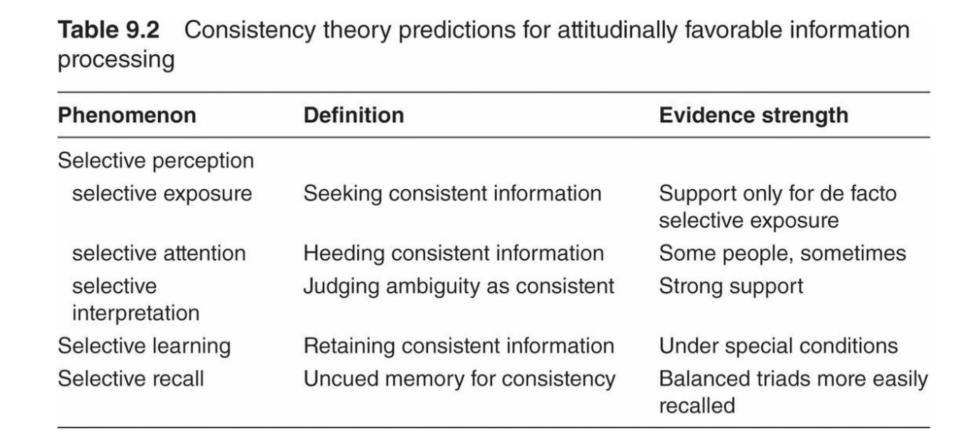 Table 9.2 Consistency theory predictions for attitudinally favorable information
processing
Phenomenon Definition Evidence strength
Selective perception
selective exposure Seeking consistent information Support only for de facto
selective exposure
selective attention Heeding consistent information Some people, sometimes
selective Judging ambiguity as consistent Strong support
interpretation
Selective learning Retaining consistent information Under special conditions
Selective recall Uncued memory for consistency Balanced triads more easily
recalled